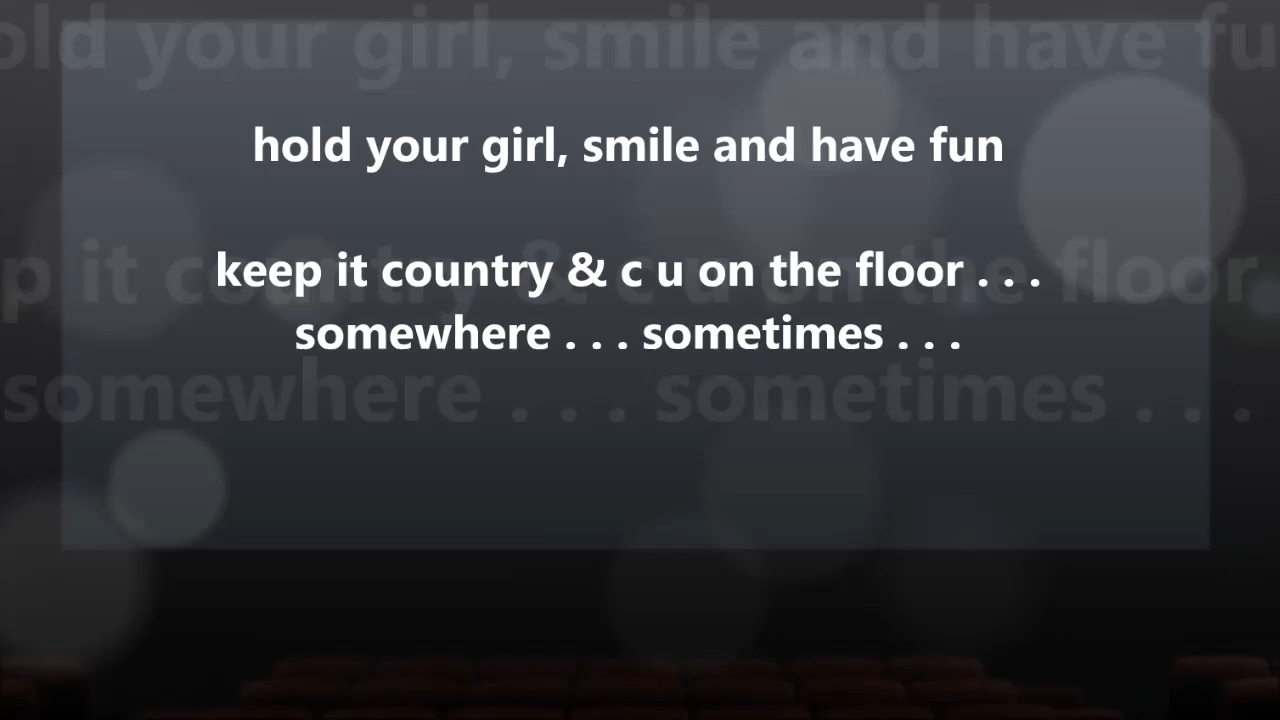 hold your girl, smile and have fun
keep it country & c u on the floor . . .
somewhere . . . sometimes . . .